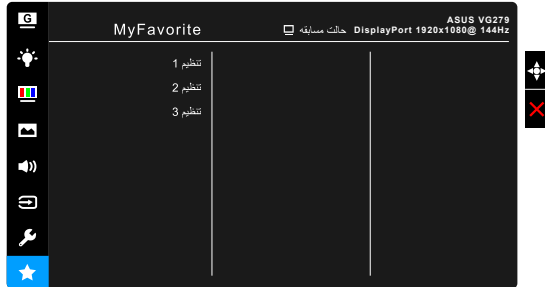 G
ASUS VG279
MyFavorite
حالت مسابقه DisplayPort 1920x1080@ 144Hz
تنظیم 1
تنظیم 2
تنظیم 3